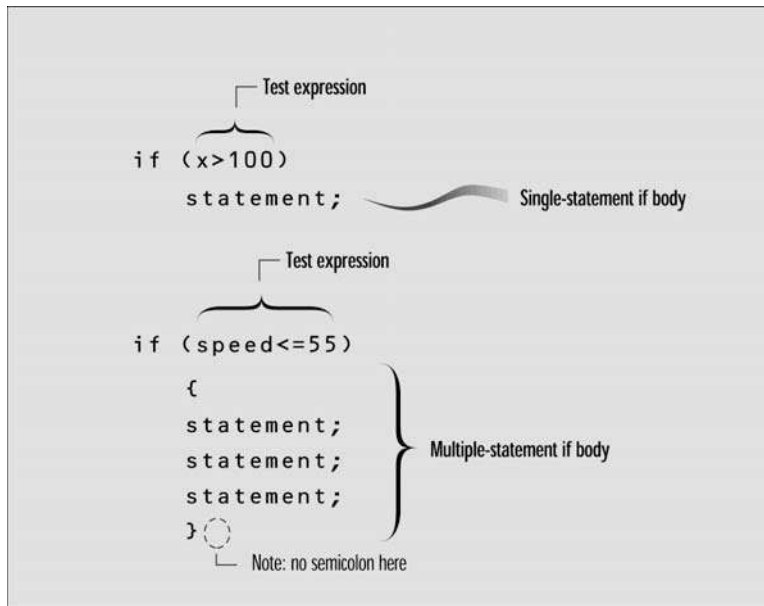 Test expression
if (x>100)
statement;
Single-statement if body
Test expression
if (speed<=55)
{
statement;
statement;
statement;
}
Multiple-statement if body
Note: no semicolon here